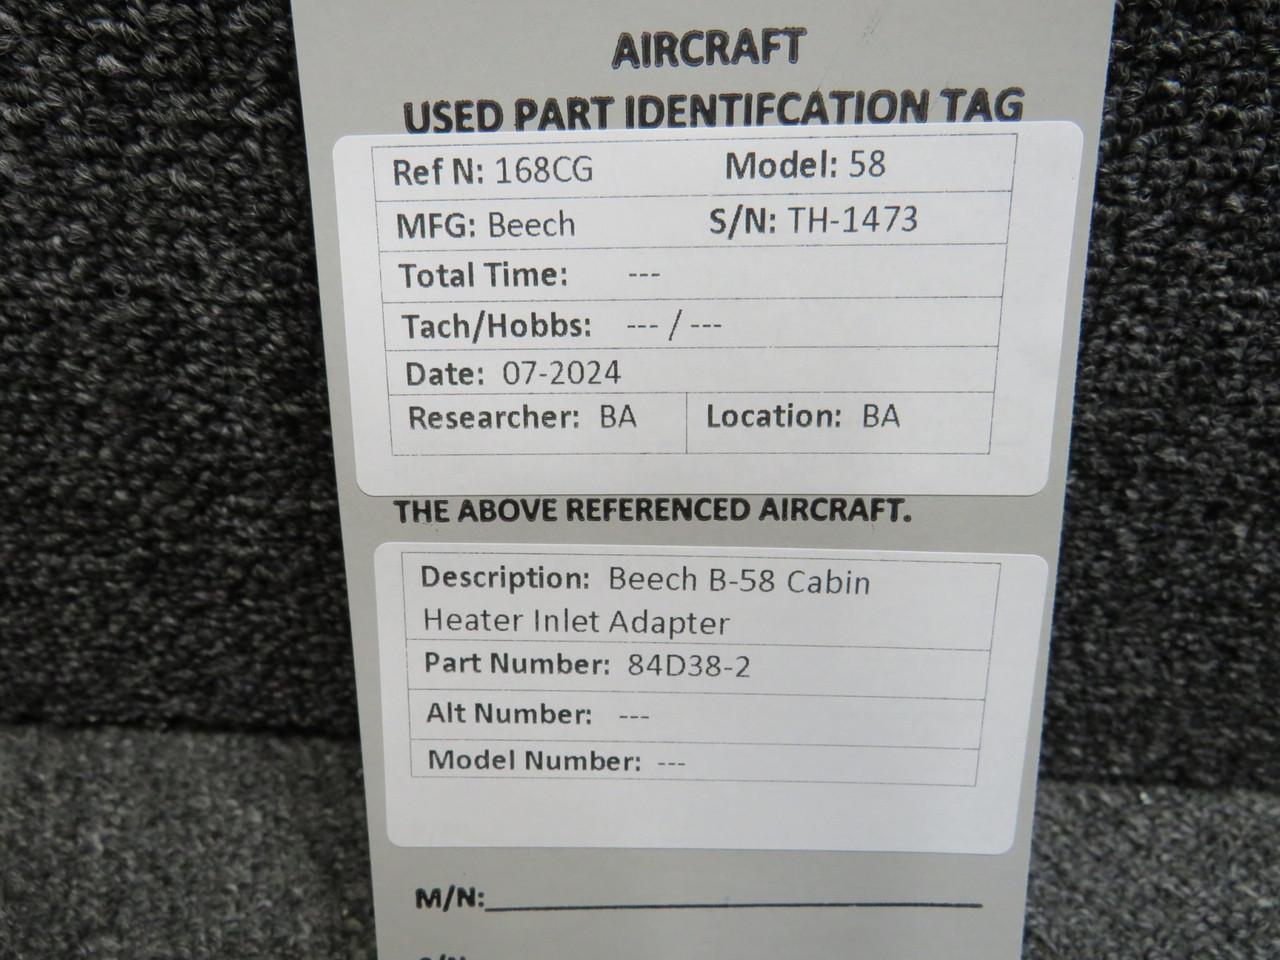 AIRCRAFT
USED PART IDENTIFCATION TAG
Ref N: 168CG Model: 58
MFG: Beech S/N: TH-1473
Total Time: ---
Tach/Hobbs: --- / ---
Date: 07-2024
Researcher: BA Location: BA
THE ABOVE REFERENCED AIRCRAFT.
Description: Beech B-58 Cabin
Heater Inlet Adapter
Part Number: 84D38-2
Alt Number: ---
Model Number: ---
M/N: